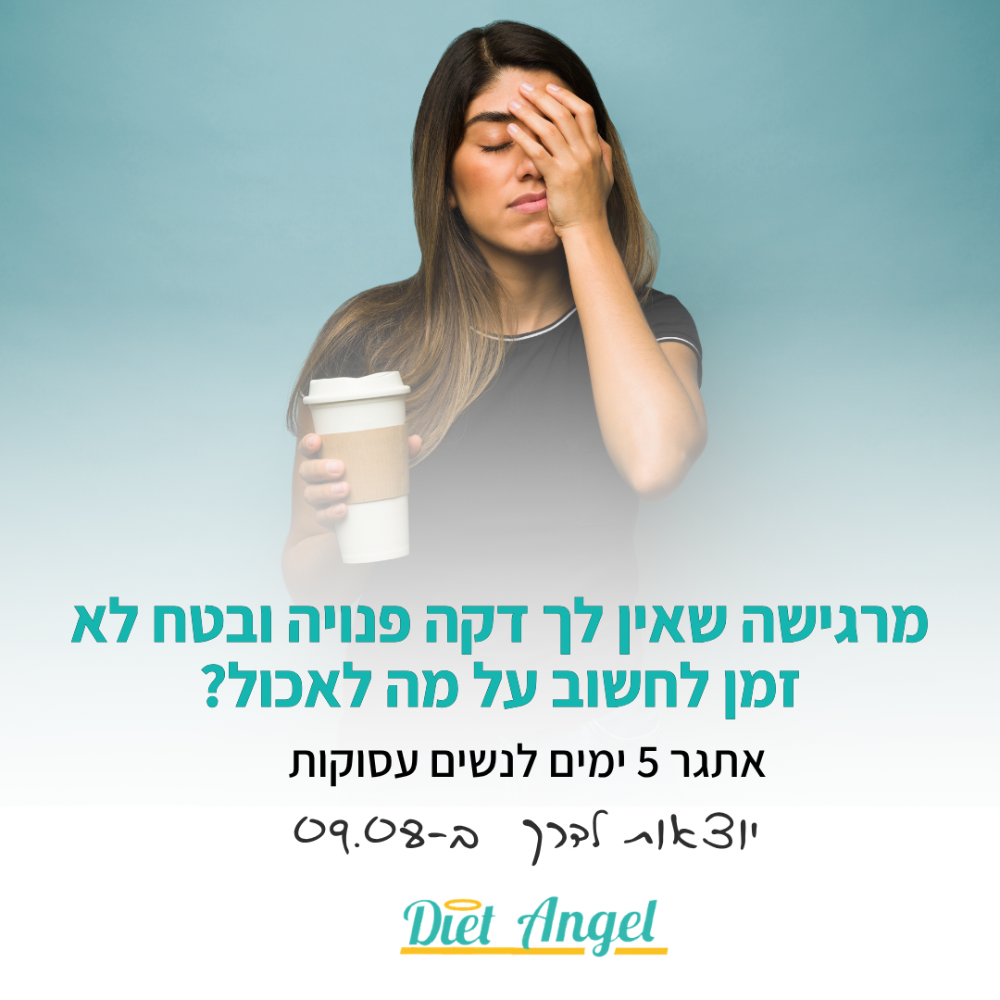 מרגישה שאין לך דקה פנויה ובטח לא
זמן לחשוב על מה לאכול?
אתגר 5 ימים לנשים עסוקות
יוצאות לדרך ב-09.08
Diet Angel